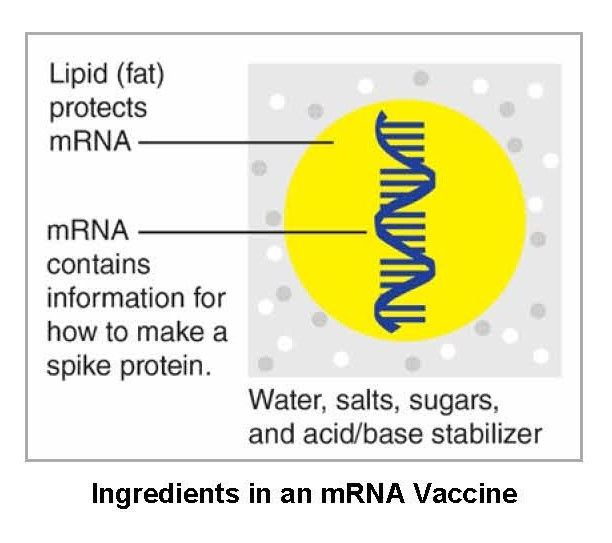 Lipid (fat)
protects
mRNA
mRNA
contains
information for
how to make a
spike protein.
Water, salts, sugars,
and acid/base stabilizer
Ingredients in an mRNA Vaccine